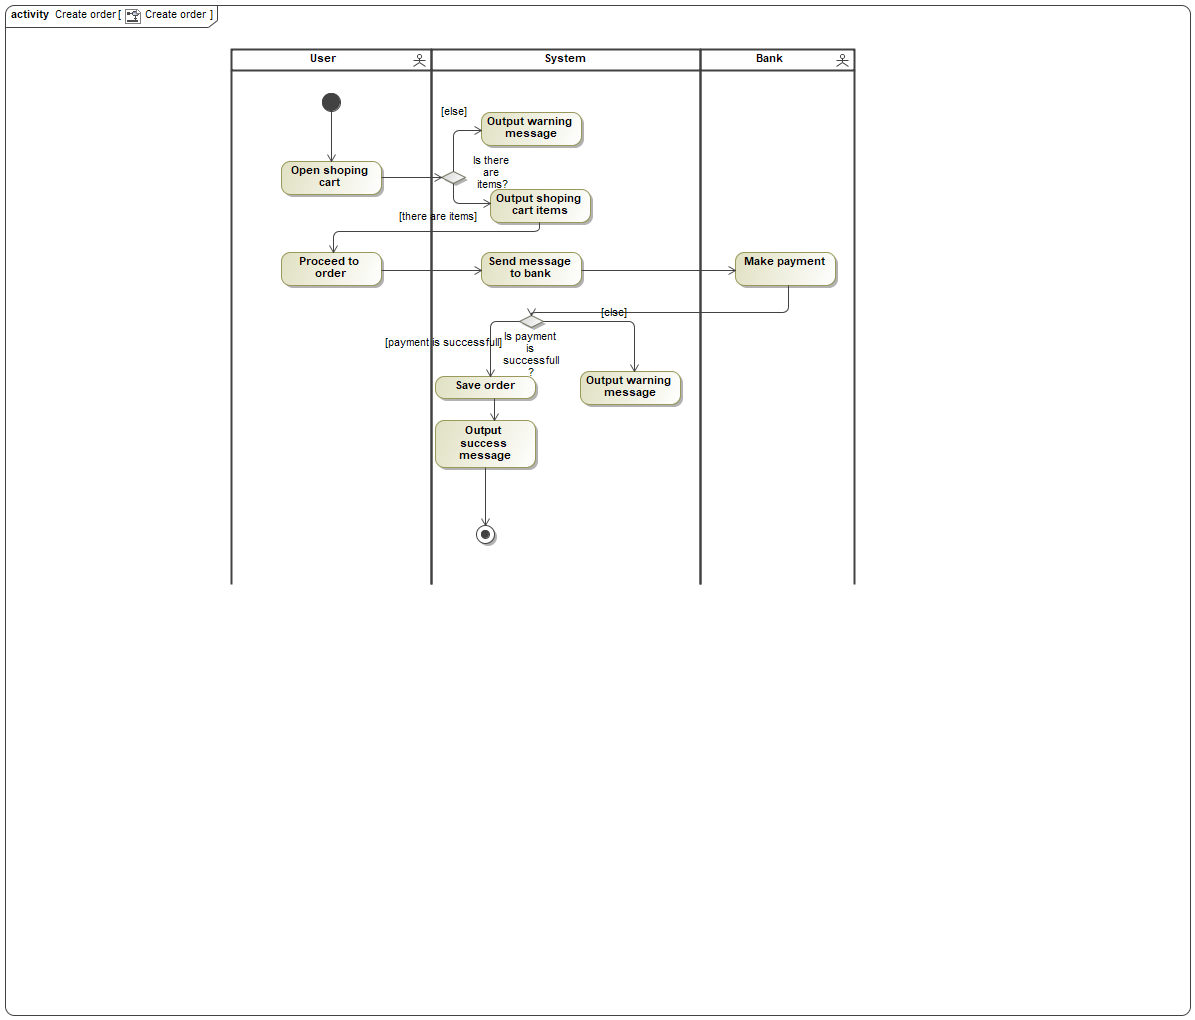 activity Create order [ Create order ]
User
System
Bank
[else]
Output warning
message
Is there
are
items?
Open shoping
cart
Output shoping
cart items
[there are items]
Proceed to
order
Send message
to bank
Make payment
[else]
[payment is successfull]
Is payment
is
successfull
?
Save order
Output warning
message
Output
success
message